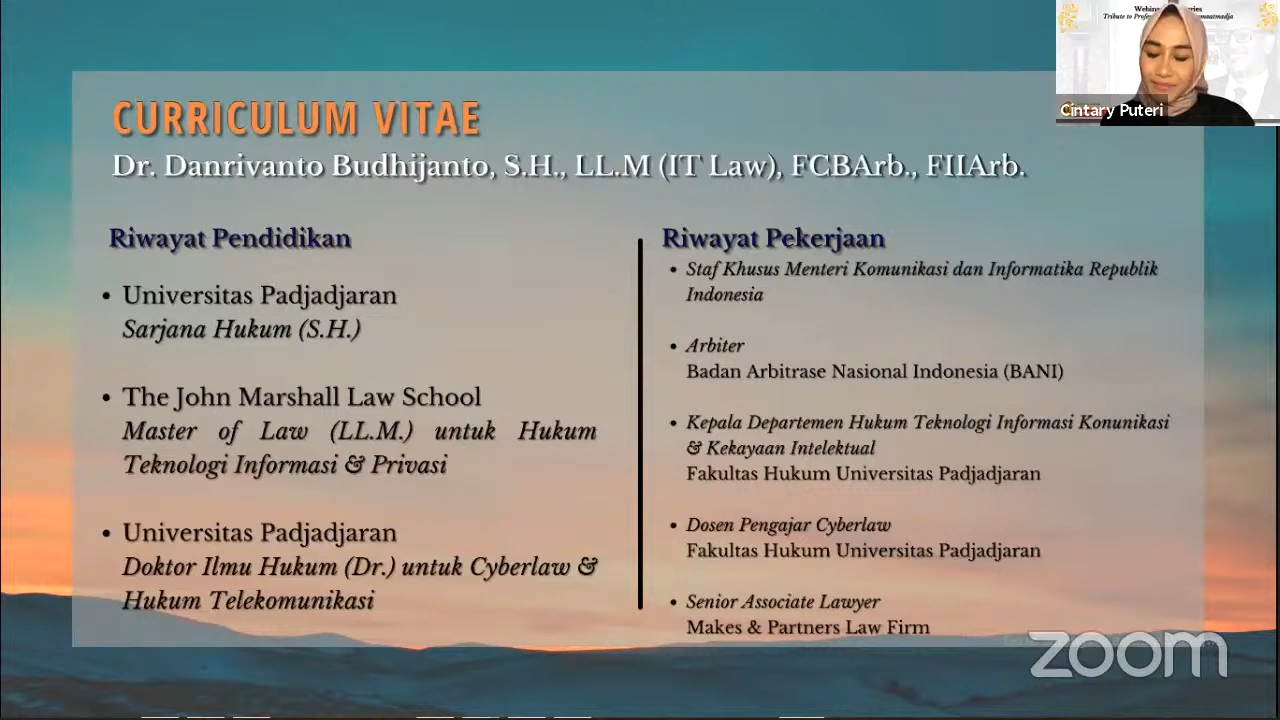 CURRICULUM VITAE
Dr. Danrivanto Budhijanto, S.H., LL.M (IT Law), FCBArb., FIIArb.
Riwayat Pendidikan
• Universitas Padjadjaran
Sarjana Hukum (S.H.)
• The John Marshall Law School
Master of Law (LL.M.) untuk Hukum
Teknologi Informasi & Privasi
• Universitas Padjadjaran
Doktor Ilmu Hukum (Dr.) untuk Cyberlaw &
Hukum Telekomunikasi
Riwayat Pekerjaan
• Staf Khusus Menteri Komunikasi dan Informatika Republik
Indonesia
• Arbiter
Badan Arbitrase Nasional Indonesia (BANI)
• Kepala Departemen Hukum Teknologi Informasi Konunikasi
& Kekayaan Intelektual
Fakultas Hukum Universitas Padjadjaran
• Dosen Pengajar Cyberlaw
Fakultas Hukum Universitas Padjadjaran
• Senior Associate Lawyer
Makes & Partners Law Firm
Tribute to
Cintary Puteri
zoom